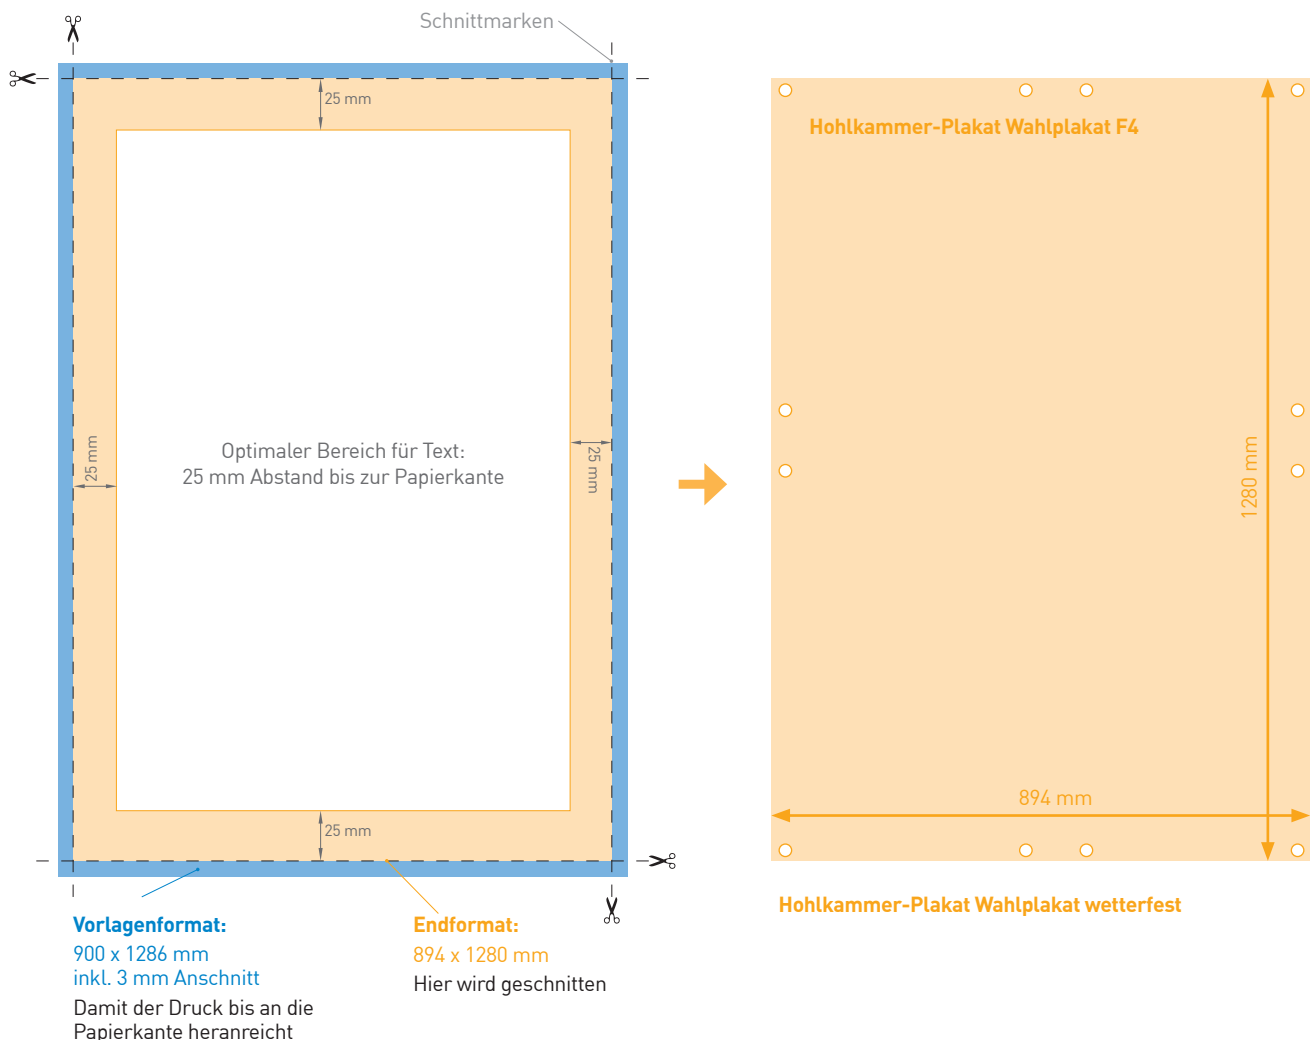 Schnittmarken
25 mm
Hohlkammer-Plakat Wahlplakat F4
Optimaler Bereich für Text:
25 mm Abstand bis zur Papierkante
25 mm
25 mm
1280 mm
894 mm
25 mm
Hohlkammer-Plakat Wahlplakat wetterfest
Vorlagenformat:
900 x 1286 mm
inkl. 3 mm Anschnitt
Damit der Druck bis an die
Papierkante heranreicht
Endformat:
894 x 1280 mm
Hier wird geschnitten